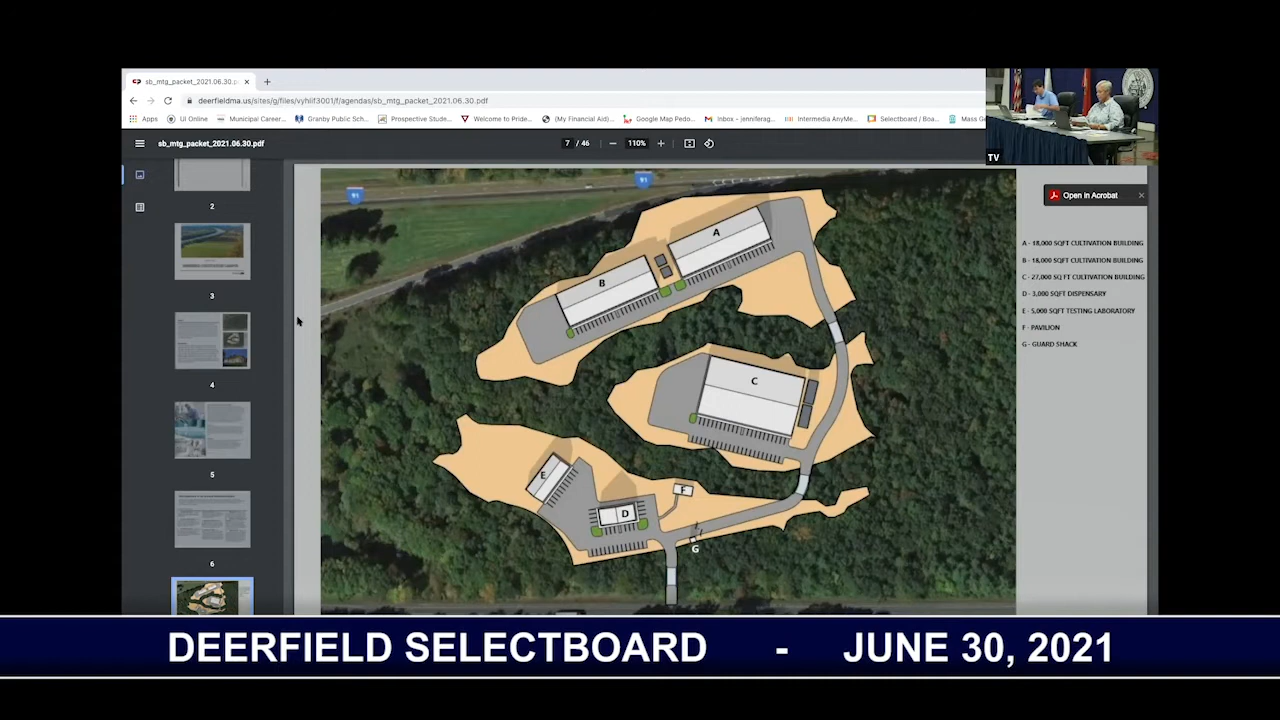 sb_mtg_packet_2021.06.30.p
deerfieldma.us/sites/g/files/vyhlif3001/f/agendas/sb_mtg_packet_2021.06.30.pdf
Apps UI Online Municipal Career... Granby Public Sch... Prospective Stude... Welcome to Pride... (My Financial Aid)... Google Map Pedo... Inbox - jenniferag... Intermedia AnyMe... Selectboard / Boa... Mass G
sb_mtg_packet_2021.06.30.pdf 7 / 46 110%
TV
Open in Acrobat
2
3
4
5
6
91
91
A
B
C
E
D
F
G
A - 18,000 SQFT CULTIVATION BUILDING
B - 18,000 SQFT CULTIVATION BUILDING
C - 27,000 SQ FT CULTIVATION BUILDING
D - 3,000 SQFT DISPENSARY
E - 5,000 SQFT TESTING LABORATORY
F - PAVILION
G - GUARD SHACK
DEERFIELD SELECTBOARD - JUNE 30, 2021